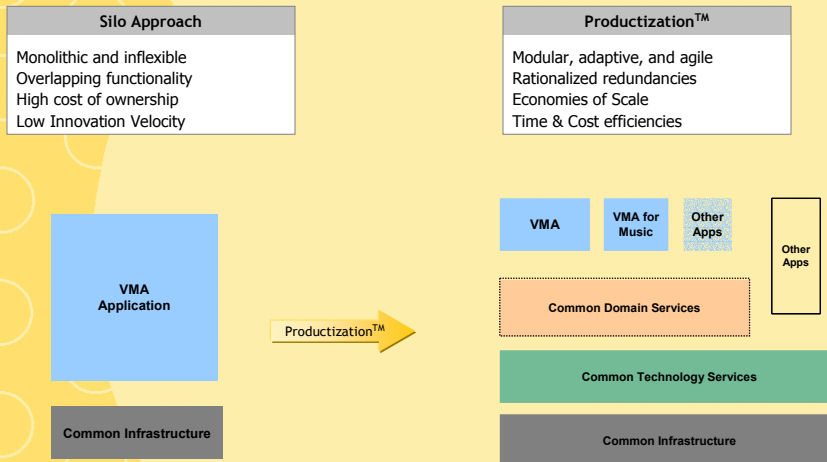 Silo Approach
Monolithic and inflexible
Overlapping functionality
High cost of ownership
Low Innovation Velocity
Productization™
Modular, adaptive, and agile
Rationalized redundancies
Economies of Scale
Time & Cost efficiencies
VMA
Application
Common Infrastructure
Productization™
VMA
VMA for
Music
Other
Apps
Other
Apps
Common Domain Services
Common Technology Services
Common Infrastructure